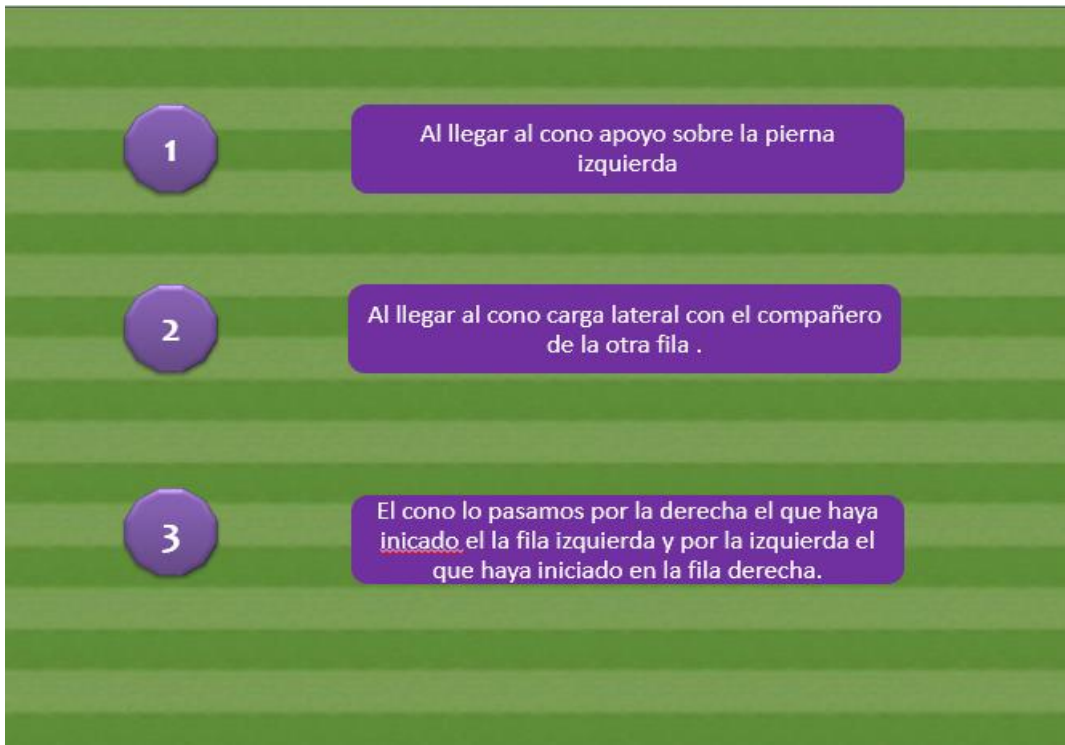 1
Al llegar al cono apoyo sobre la pierna
izquierda
2
Al llegar al cono carga lateral con el compañero
de la otra fila .
3
El cono lo pasamos por la derecha el que haya
inicado el la fila izquierda y por la izquierda el
que haya iniciado en la fila derecha.